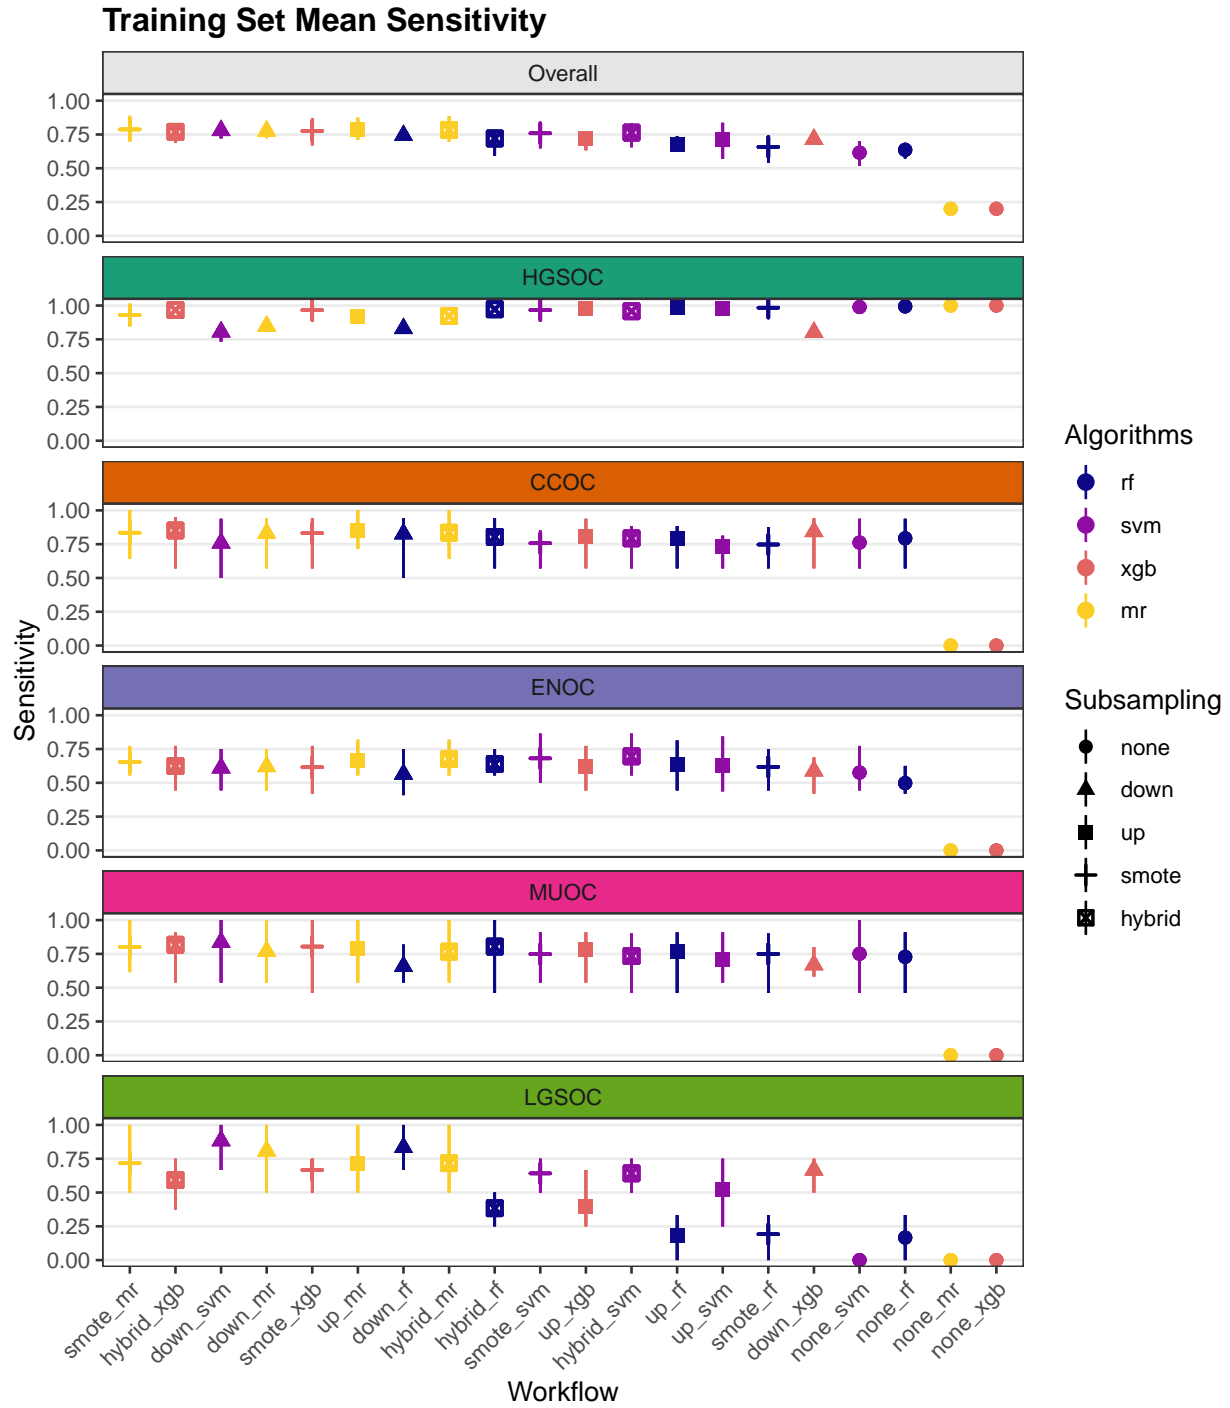 Training Set Mean Sensitivity
Overall
1.00
0.75
0.50
0.25
0.00
HGSOC
1.00
0.75
0.50
0.25
0.00
CCOC
1.00
0.75
0.50
0.25
0.00
ENOC
1.00
0.75
0.50
0.25
0.00
MUOC
1.00
0.75
0.50
0.25
0.00
LGSOC
1.00
0.75
0.50
0.25
0.00
Sensitivity
smote_mr
hybrid_xgb
down_svm
down_mr
smote_xgb
up_mr
down_rf
hybrid_mr
hybrid_rf
smote_svm
up_xgb
hybrid_svm
up_rf
up_svm
smote_rf
down_xgb
none_svm
none_rf
none_mr
none_xgb
Workflow
Algorithms
rf
svm
xgb
mr
Subsampling
none
down
up
smote
hybrid